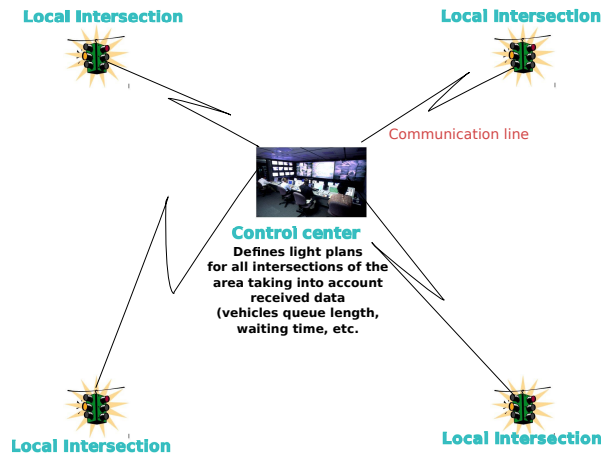 Local Intersection
Local Intersection
Communication line
Control center
Defines light plans
for all intersections of the
area taking into account
received data
(vehicles queue length,
waiting time, etc.
Local Intersection
Local Intersection